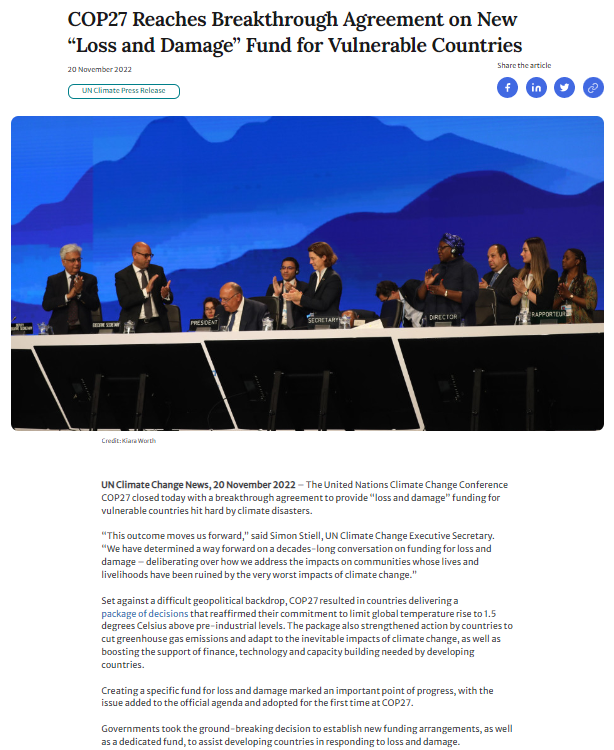 COP27 Reaches Breakthrough Agreement on New
“Loss and Damage” Fund for Vulnerable Countries
20 November 2022
Share the article
UN Climate Press Release
EXECUTIVE SECRETARY
PRESIDENT
SECRETARY
DIRECTOR
RAPPORTEUR
Credit: Kiara Worth
UN Climate Change News, 20 November 2022 – The United Nations Climate Change Conference
COP27 closed today with a breakthrough agreement to provide “loss and damage” funding for
vulnerable countries hit hard by climate disasters.
“This outcome moves us forward,” said Simon Stiell, UN Climate Change Executive Secretary.
“We have determined a way forward on a decades-long conversation on funding for loss and
damage – deliberating over how we address the impacts on communities whose lives and
livelihoods have been ruined by the very worst impacts of climate change.”
Set against a difficult geopolitical backdrop, COP27 resulted in countries delivering a
package of decisions that reaffirmed their commitment to limit global temperature rise to 1.5
degrees Celsius above pre-industrial levels. The package also strengthened action by countries to
cut greenhouse gas emissions and adapt to the inevitable impacts of climate change, as well as
boosting the support of finance, technology and capacity building needed by developing
countries.
Creating a specific fund for loss and damage marked an important point of progress, with the
issue added to the official agenda and adopted for the first time at COP27.
Governments took the ground-breaking decision to establish new funding arrangements, as well
as a dedicated fund, to assist developing countries in responding to loss and damage.